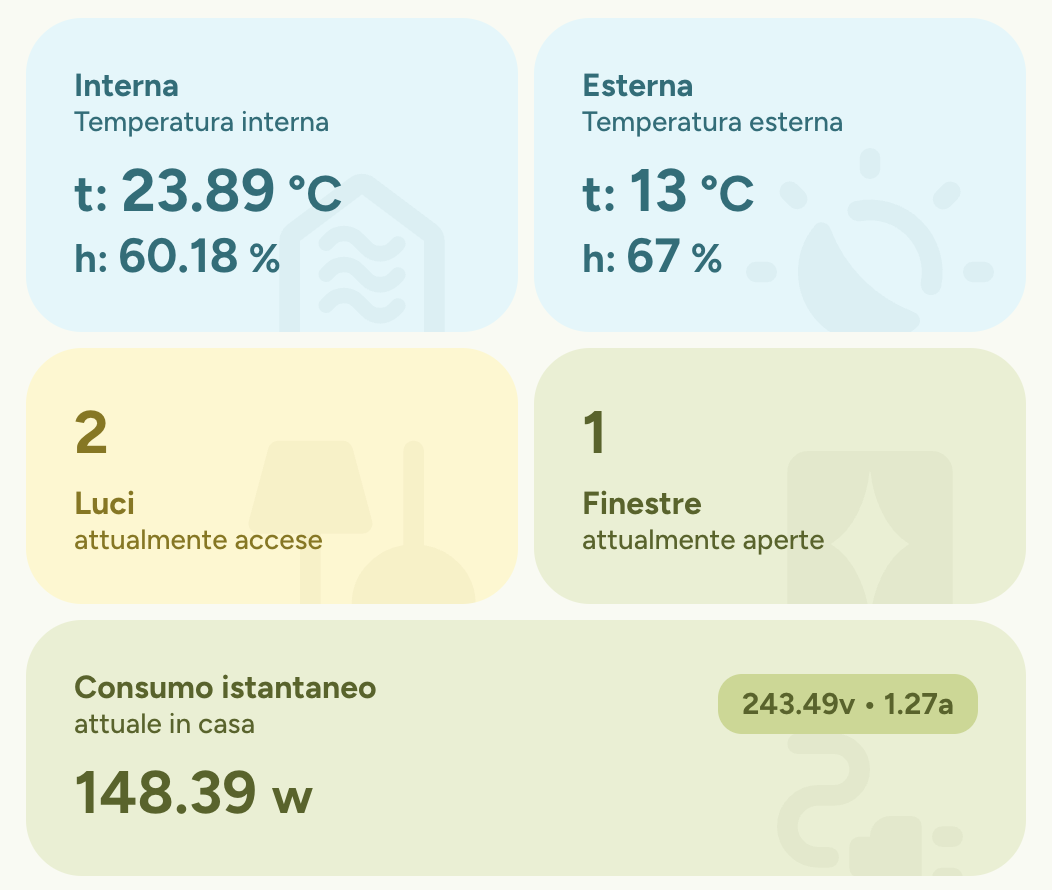 Interna
Temperatura interna
t: 23.89 °C
h: 60.18 %
Esterna
Temperatura esterna
t: 13 °C
h: 67 %
2
Luci
attualmente accese
1
Finestre
attualmente aperte
Consumo istantaneo
attuale in casa
148.39 w
243.49v • 1.27a